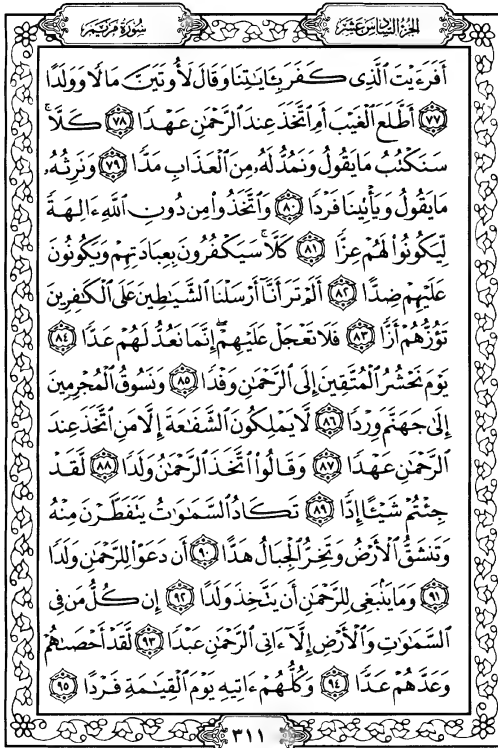 الجزء السادس عشر
سورة مريم
أَفَرَءَيْتَ ٱلَّذِى كَفَرَ بِـَٔايَـٰتِنَا وَقَالَ لَأُوتَيَنَّ مَالًا وَوَلَدًا
٧٧ أَطَّلَعَ ٱلْغَيْبَ أَمِ ٱتَّخَذَ عِندَ ٱلرَّحْمَـٰنِ عَهْدًا ٧٨ كَلَّا ۚ
سَنَكْتُبُ مَا يَقُولُ وَنَمُدُّ لَهُۥ مِنَ ٱلْعَذَابِ مَدًّا ٧٩ وَنَرِثُهُۥ
مَا يَقُولُ وَيَأْتِينَا فَرْدًا ٨٠ وَٱتَّخَذُوا۟ مِن دُونِ ٱللَّهِ ءَالِهَةً
لِّيَكُونُوا۟ لَهُمْ عِزًّا ٨١ كَلَّا ۚ سَيَكْفُرُونَ بِعِبَادَتِهِمْ وَيَكُونُونَ
عَلَيْهِمْ ضِدًّا ٨٢ أَلَمْ تَرَ أَنَّآ أَرْسَلْنَا ٱلشَّيَـٰطِينَ عَلَى ٱلْكَـٰفِرِينَ
تَؤُزُّهُمْ أَزًّا ٨٣ فَلَا تَعْجَلْ عَلَيْهِمْ ۖ إِنَّمَا نَعُدُّ لَهُمْ عَدًّا ٨٤
يَوْمَ نَحْشُرُ ٱلْمُتَّقِينَ إِلَى ٱلرَّحْمَـٰنِ وَفْدًا ٨٥ وَنَسُوقُ ٱلْمُجْرِمِينَ
إِلَىٰ جَهَنَّمَ وِرْدًا ٨٦ لَّا يَمْلِكُونَ ٱلشَّفَـٰعَةَ إِلَّا مَنِ ٱتَّخَذَ عِندَ
ٱلرَّحْمَـٰنِ عَهْدًا ٨٧ وَقَالُوا۟ ٱتَّخَذَ ٱلرَّحْمَـٰنُ وَلَدًا ٨٨ لَّقَدْ
جِئْتُمْ شَيْـًٔا إِدًّا ٨٩ تَكَادُ ٱلسَّمَـٰوَٰتُ يَتَفَطَّرْنَ مِنْهُ
وَتَنشَقُّ ٱلْأَرْضُ وَتَخِرُّ ٱلْجِبَالُ هَدًّا ٩٠ أَن دَعَوْا۟ لِلرَّحْمَـٰنِ وَلَدًا
٩١ وَمَا يَنۢبَغِى لِلرَّحْمَـٰنِ أَن يَتَّخِذَ وَلَدًا ٩٢ إِن كُلُّ مَن فِى
ٱلسَّمَـٰوَٰتِ وَٱلْأَرْضِ إِلَّآ ءَاتِى ٱلرَّحْمَـٰنِ عَبْدًا ٩٣ لَّقَدْ أَحْصَىٰهُمْ
وَعَدَّهُمْ عَدًّا ٩٤ وَكُلُّهُمْ ءَاتِيهِ يَوْمَ ٱلْقِيَـٰمَةِ فَرْدًا ٩٥
٣١١